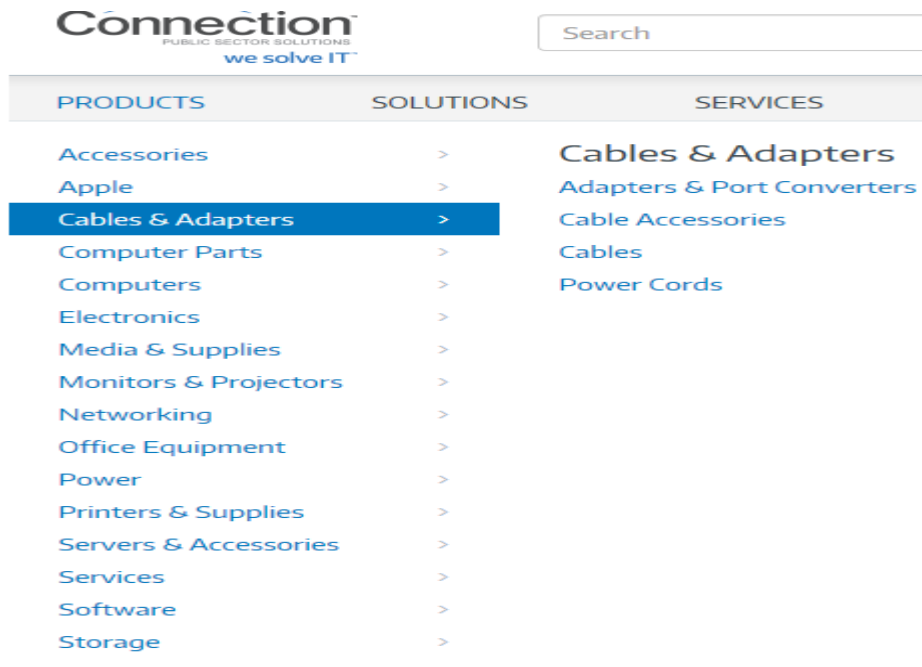 Connection™
PUBLIC SECTOR SOLUTIONS
we solve IT™
Search
PRODUCTS SOLUTIONS SERVICES
Accessories >
Apple >
Cables & Adapters >
Computer Parts >
Computers >
Electronics >
Media & Supplies >
Monitors & Projectors >
Networking >
Office Equipment >
Power >
Printers & Supplies >
Servers & Accessories >
Services >
Software >
Storage >
Cables & Adapters
Adapters & Port Converters
Cable Accessories
Cables
Power Cords